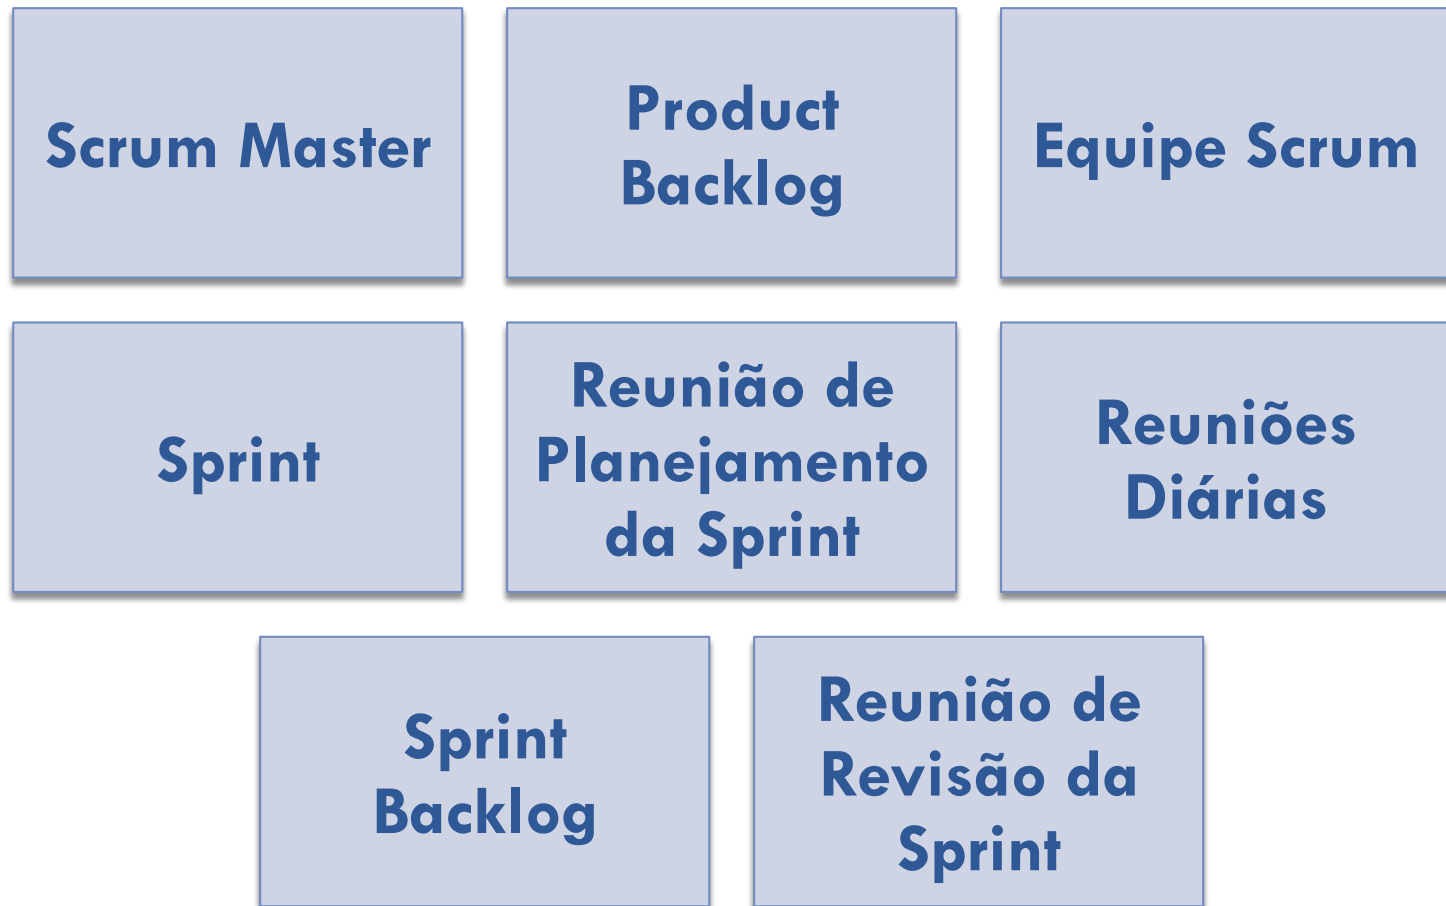 Scrum Master
Product
Backlog
Equipe Scrum
Sprint
Reunião de
Planejamento
da Sprint
Reuniões
Diárias
Sprint
Backlog
Reunião de
Revisão da
Sprint